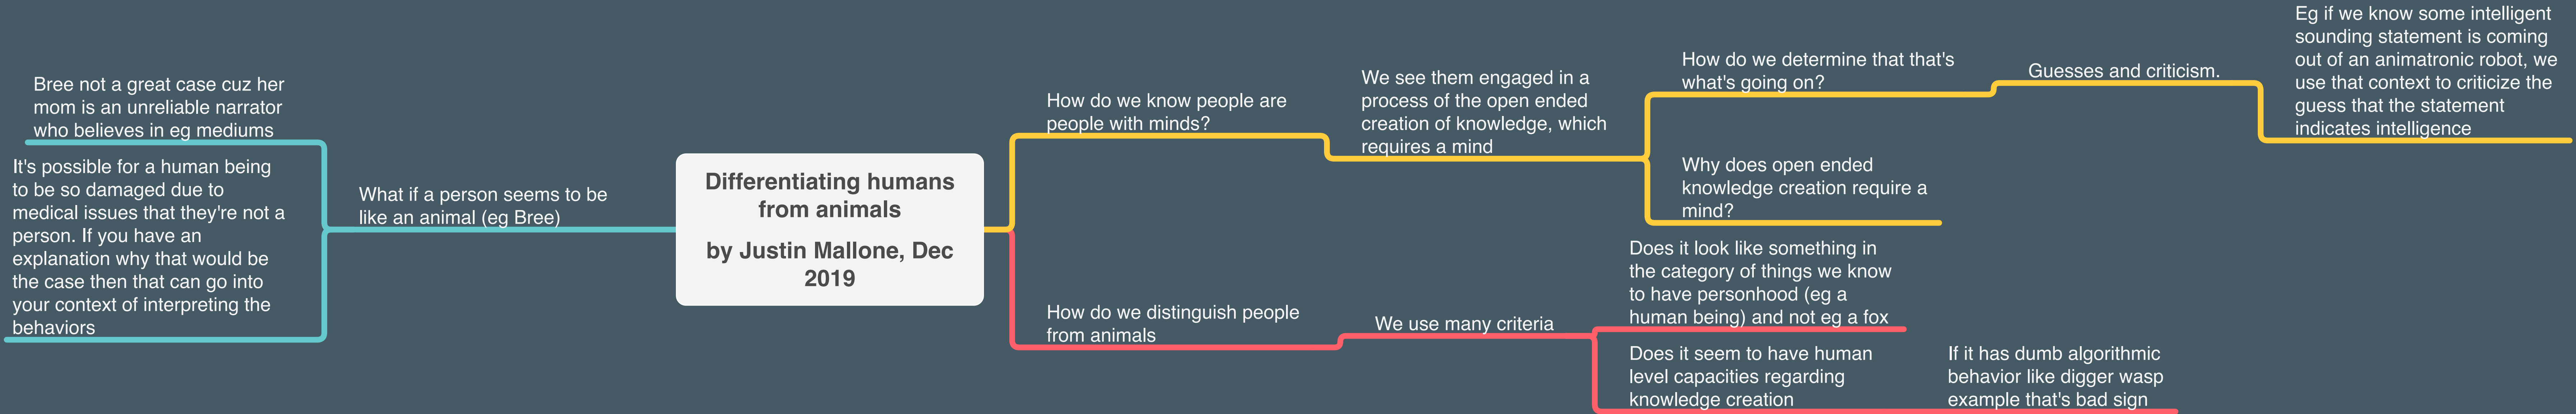 Differentiating humans
from animals
by Justin Mallone, Dec
2019
How do we know people are
people with minds?
We see them engaged in a
process of the open ended
creation of knowledge, which
requires a mind
How do we determine that that's
what's going on?
Guesses and criticism.
Eg if we know some intelligent
sounding statement is coming
out of an animatronic robot, we
use that context to criticize the
guess that the statement
indicates intelligence
Why does open ended
knowledge creation require a
mind?
How do we distinguish people
from animals
We use many criteria
Does it look like something in
the category of things we know
to have personhood (eg a
human being) and not eg a fox
Does it seem to have human
level capacities regarding
knowledge creation
If it has dumb algorithmic
behavior like digger wasp
example that's bad sign
What if a person seems to be
like an animal (eg Bree)
Bree not a great case cuz her
mom is an unreliable narrator
who believes in eg mediums
It's possible for a human being
to be so damaged due to
medical issues that they're not a
person. If you have an
explanation why that would be
the case then that can go into
your context of interpreting the
behaviors